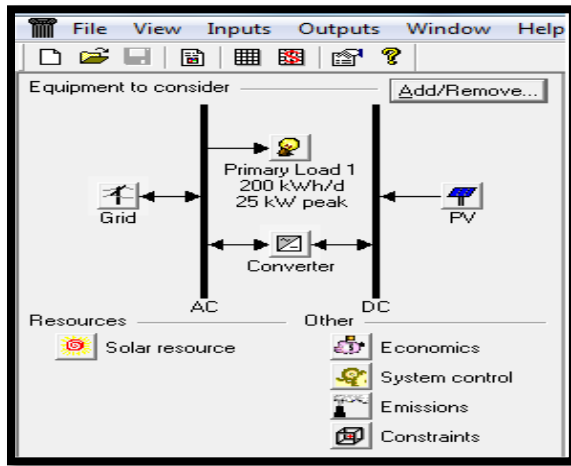 File View Inputs Outputs Window Help
Equipment to consider
Add/Remove...
Primary Load 1
200 kWh/d
25 kW peak
Grid
PV
Converter
AC
DC
Resources
Other
Solar resource
Economics
System control
Emissions
Constraints